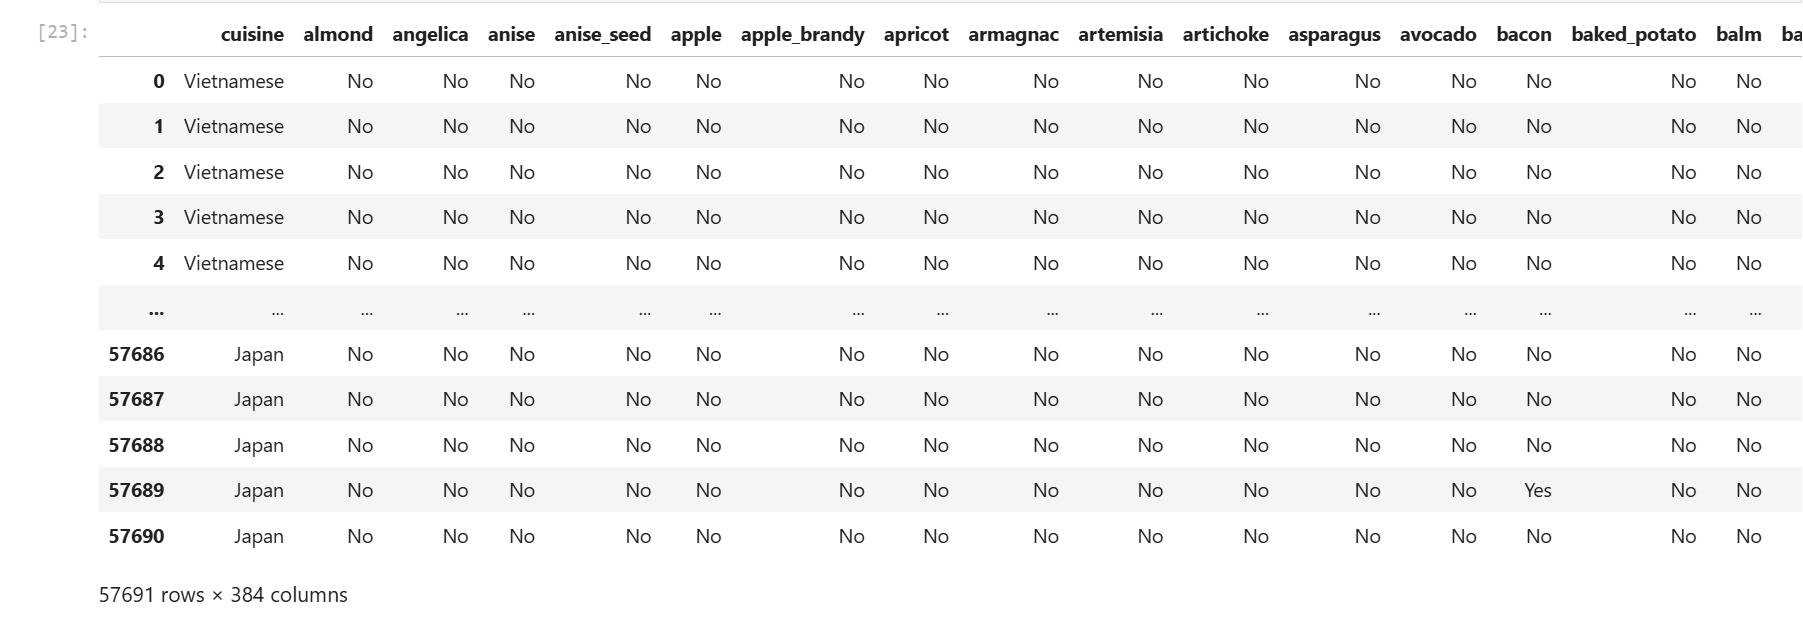 [23]:
cuisine almond angelica anise anise_seed apple apple_brandy apricot armagnac artemisia artichoke asparagus avocado bacon baked_potato balm ba
0 Vietnamese No No No No No No No No No No No No No No No
1 Vietnamese No No No No No No No No No No No No No No No
2 Vietnamese No No No No No No No No No No No No No No No
3 Vietnamese No No No No No No No No No No No No No No No
4 Vietnamese No No No No No No No No No No No No No No No
... ... ... ... ... ... ... ... ... ... ... ... ... ... ... ... ...
57686 Japan No No No No No No No No No No No No No No No
57687 Japan No No No No No No No No No No No No No No No
57688 Japan No No No No No No No No No No No No No No No
57689 Japan No No No No No No No No No No No No Yes No No
57690 Japan No No No No No No No No No No No No No No No
57691 rows × 384 columns